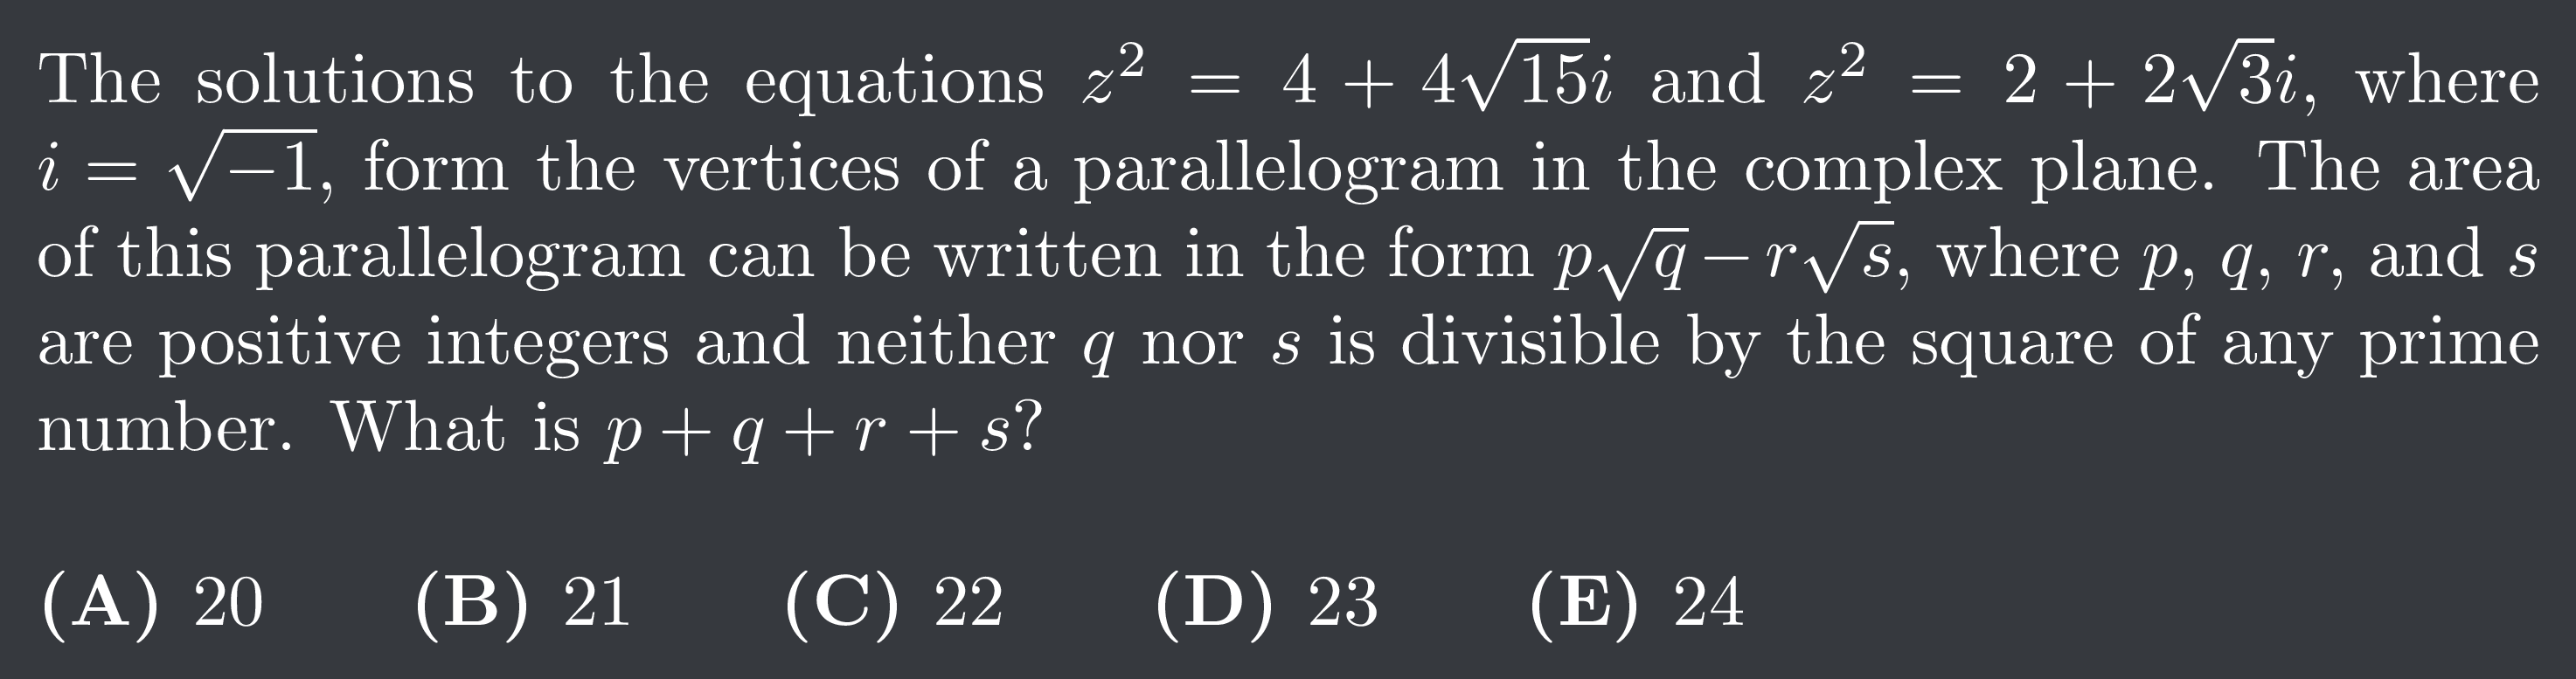 The solutions to the equations z² = 4 + 4√15i and z² = 2 + 2√3i, where
i = √−1, form the vertices of a parallelogram in the complex plane. The area
of this parallelogram can be written in the form p√q − r√s, where p, q, r, and s
are positive integers and neither q nor s is divisible by the square of any prime
number. What is p + q + r + s?
(A) 20 (B) 21 (C) 22 (D) 23 (E) 24